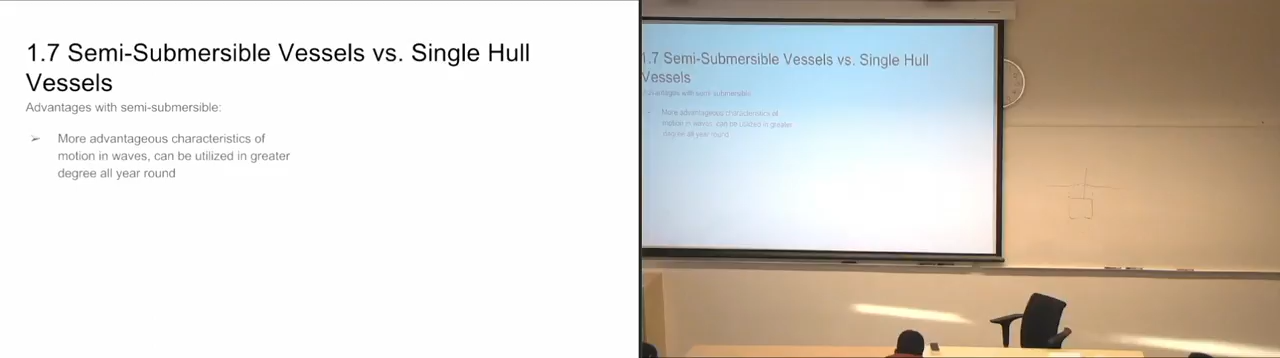 1.7 Semi-Submersible Vessels vs. Single Hull
Vessels
Advantages with semi-submersible:
➢ More advantageous characteristics of
motion in waves, can be utilized in greater
degree all year round
1.7 Semi-Submersible Vessels vs. Single Hull
Vessels
Advantages with semi-submersible:
More advantageous characteristics of
motion in waves, can be utilized in greater
degree all year round